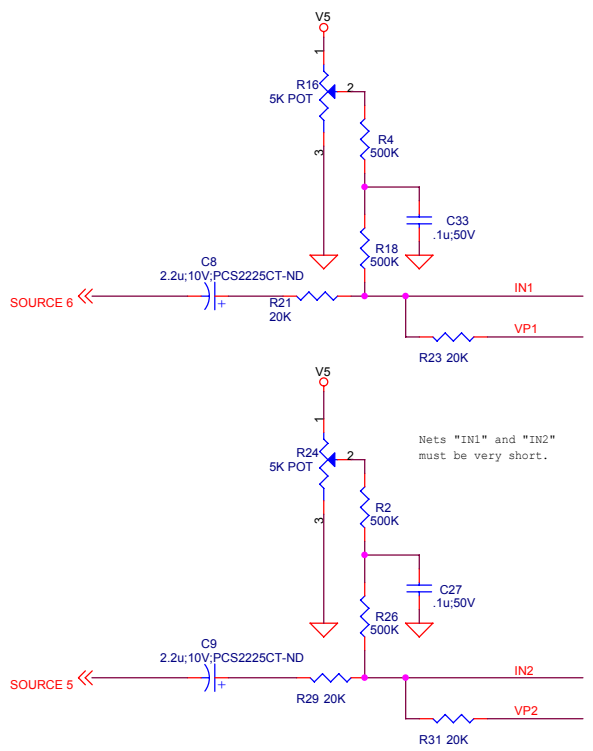 V5
1
R16
5K POT
2
3
R4
500K
C33
.1u;50V
R18
500K
C8
2.2u;10V;PCS2225CT-ND
+
SOURCE 6
R21
20K
IN1
VP1
R23 20K
V5
1
R24
5K POT
2
3
Nets "IN1" and "IN2"
must be very short.
R2
500K
C27
.1u;50V
R26
500K
C9
2.2u;10V;PCS2225CT-ND
+
SOURCE 5
R29 20K
IN2
VP2
R31 20K